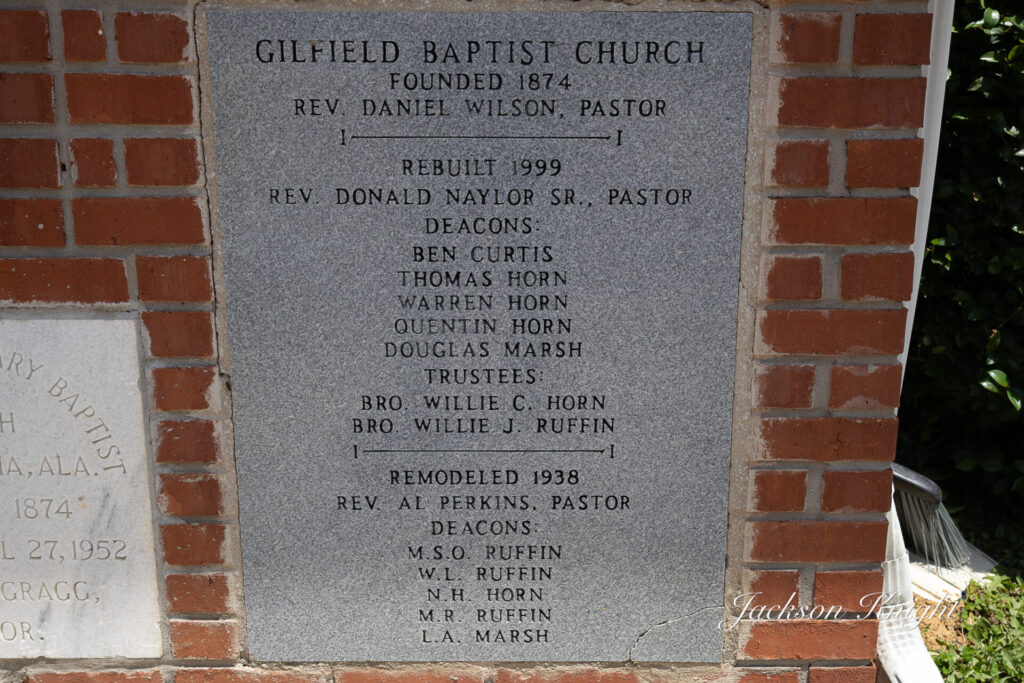 GILFIELD BAPTIST CHURCH
FOUNDED 1874
REV. DANIEL WILSON, PASTOR
REBUILT 1999
REV. DONALD NAYLOR SR., PASTOR
DEACONS:
BEN CURTIS
THOMAS HORN
WARREN HORN
QUENTIN HORN
DOUGLAS MARSH
TRUSTEES:
BRO. WILLIE C. HORN
BRO. WILLIE J. RUFFIN
REMODELED 1938
REV. AL PERKINS, PASTOR
DEACONS:
M.S.O. RUFFIN
W.L. RUFFIN
N.H. HORN
M.R. RUFFIN
L.A. MARSH
BAPTIST
ALA.
1874
27, 1952
GRAGG,
Jackson Knight